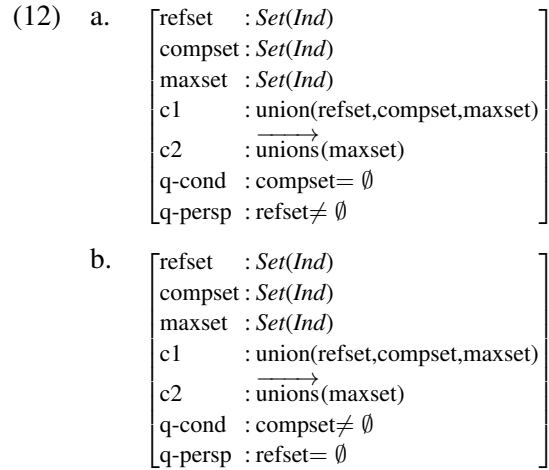 (12) a. [refset : Set(Ind)
compset : Set(Ind)
maxset : Set(Ind)
c1 : union(refset,compset,maxset)
c2 : \overrightarrow{unions}(maxset)
q-cond : compset= ∅
q-persp : refset≠ ∅]
b. [refset : Set(Ind)
compset : Set(Ind)
maxset : Set(Ind)
c1 : union(refset,compset,maxset)
c2 : \overrightarrow{unions}(maxset)
q-cond : compset≠ ∅
q-persp : refset= ∅]